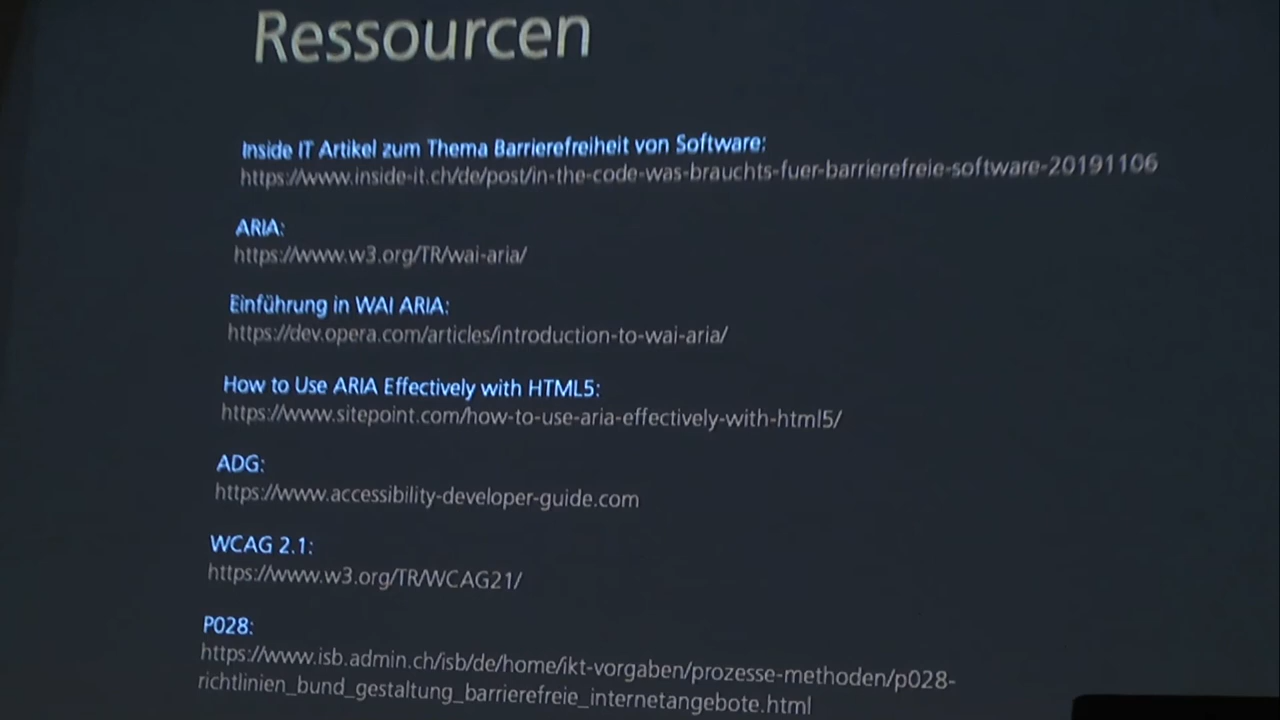 Ressourcen
Inside IT Artikel zum Thema Barrierefreiheit von Software:
https://www.inside-it.ch/de/post/in-the-code-was-brauchts-fuer-barrierefreie-software-20191106
ARIA:
https://www.w3.org/TR/wai-aria/
Einführung in WAI ARIA:
https://dev.opera.com/articles/introduction-to-wai-aria/
How to Use ARIA Effectively with HTML5:
https://www.sitepoint.com/how-to-use-aria-effectively-with-html5/
ADG:
https://www.accessibility-developer-guide.com
WCAG 2.1:
https://www.w3.org/TR/WCAG21/
P028:
https://www.isb.admin.ch/isb/de/home/ikt-vorgaben/prozesse-methoden/p028-
richtlinien_bund_gestaltung_barrierefreie_internetangebote.html